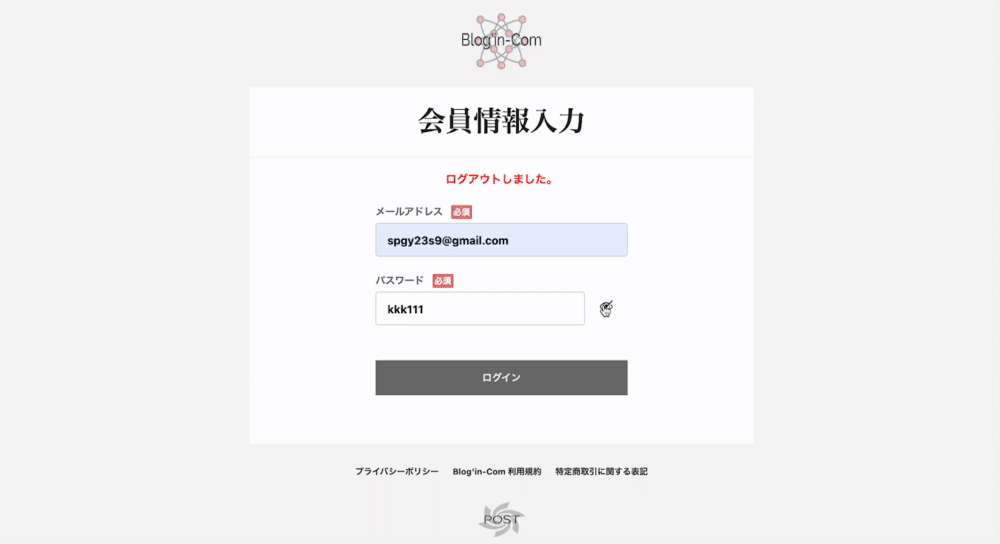 Blog'in-Com
会員情報入力
ログアウトしました。
メールアドレス 必須
spgy23s9@gmail.com
パスワード 必須
kkk111
ログイン
プライバシーポリシー Blog'in-Com 利用規約 特定商取引に関する表記
POST